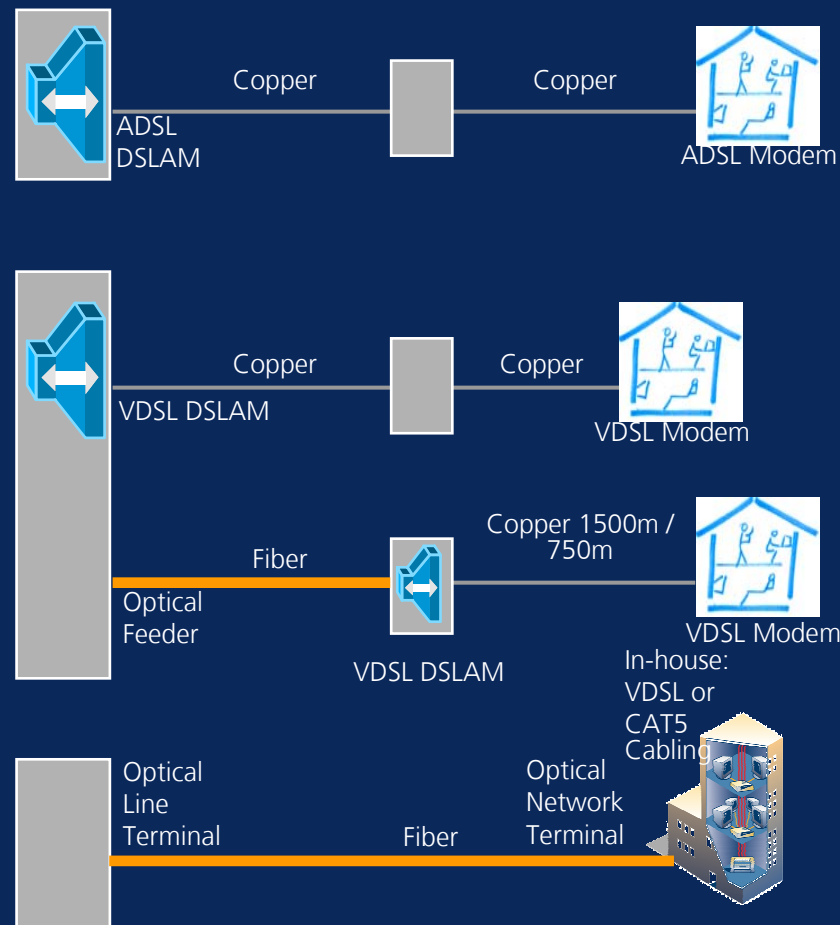 Copper
Copper
ADSL
DSLAM
ADSL Modem
Copper
Copper
VDSL DSLAM
VDSL Modem
Copper 1500m /
750m
Fiber
Optical
Feeder
VDSL DSLAM
VDSL Modem
In-house:
VDSL or
CAT5
Cabling
Optical
Line
Terminal
Fiber
Optical
Network
Terminal